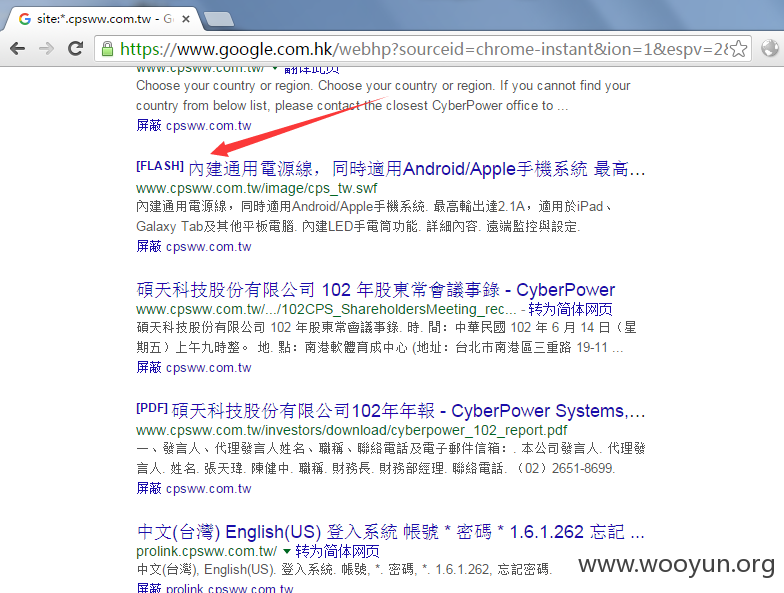 site:*.cpsww.com.tw - G
https://www.google.com.hk/webhp?sourceid=chrome-instant&ion=1&espv=2&
www.cpsww.com.tw/ 翻译此页
Choose your country or region. Choose your country or region. If you cannot find your
country from below list, please contact the closest CyberPower office to ...
屏蔽 cpsww.com.tw
[FLASH] 內建通用電源線，同時適用Android/Apple手機系統 最高...
www.cpsww.com.tw/image/cps_tw.swf
內建通用電源線，同時適用Android/Apple手機系統. 最高輸出達2.1A，適用於iPad、
Galaxy Tab及其他平板電腦. 內建LED手電筒功能. 詳細內容. 遠端監控與設定.
屏蔽 cpsww.com.tw
碩天科技股份有限公司 102 年股東常會議事錄 - CyberPower
www.cpsww.com.tw/.../102CPS_ShareholdersMeeting_rec... - 转为简体网页
碩天科技股份有限公司 102 年股東常會議事錄. 時. 間：中華民國 102 年 6 月 14 日（星
期五）上午九時整。 地. 點：南港軟體育成中心 (地址：台北市南港區三重路 19-11 ...
屏蔽 cpsww.com.tw
[PDF] 碩天科技股份有限公司102年年報 - CyberPower Systems,...
www.cpsww.com.tw/investors/download/cyberpower_102_report.pdf
一、發言人、代理發言人姓名、職稱、聯絡電話及電子郵件信箱：. 本公司發言人. 代理發
言人. 姓名. 張天瑋. 陳健中. 職稱. 財務長. 財務部經理. 聯絡電話. （02）2651-8699.
屏蔽 cpsww.com.tw
中文(台灣) English(US) 登入系統 帳號 * 密碼 * 1.6.1.262 忘記 ...
prolink.cpsww.com.tw/ 转为简体网页
中文(台灣), English(US). 登入系統. 帳號, *. 密碼, *. 1.6.1.262, 忘記密碼.
屏蔽 prolink.cpsww.com.tw
www.wooyun.org